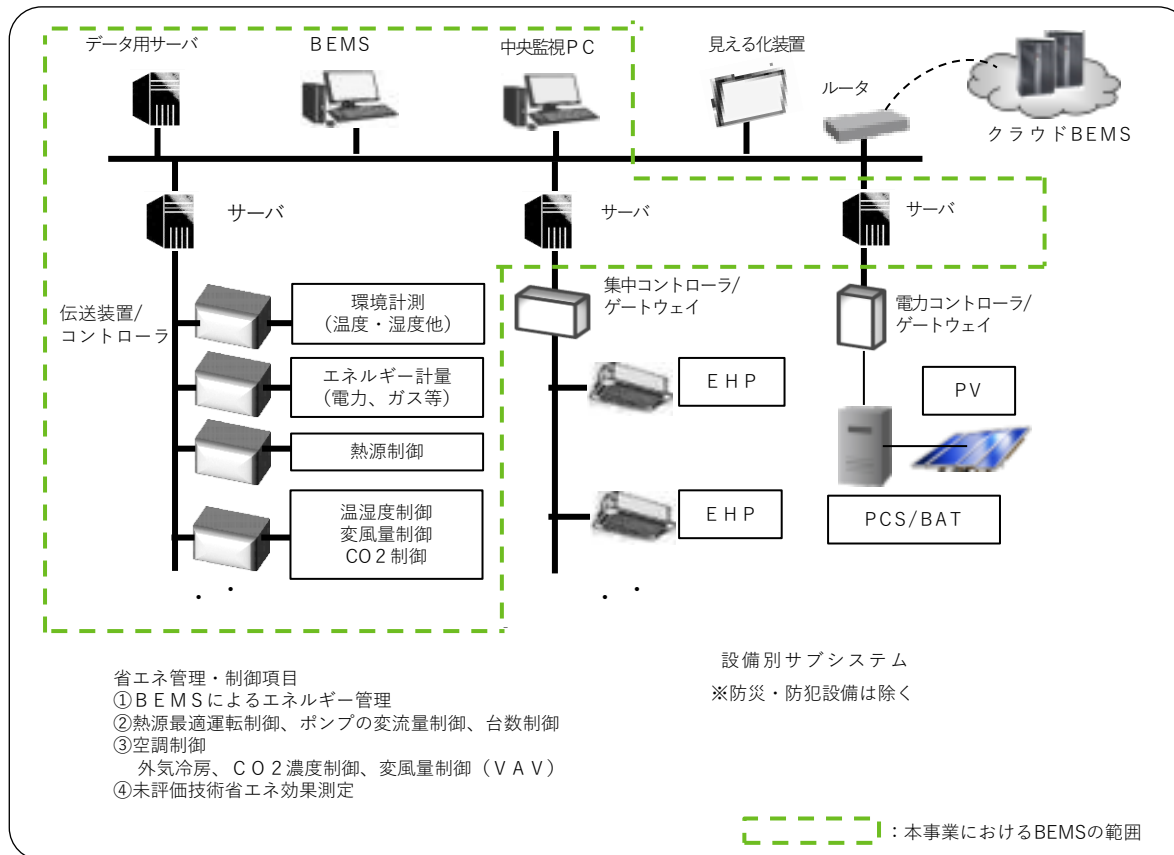 データ用サーバ
ＢＥＭＳ
中央監視ＰＣ
見える化装置
ルータ
クラウドBEMS
サーバ
サーバ
サーバ
伝送装置/
コントローラ
環境計測
（温度・湿度他）
エネルギー計量
（電力、ガス等）
熱源制御
温湿度制御
変風量制御
CO２制御
集中コントローラ/
ゲートウェイ
ＥＨＰ
ＥＨＰ
電力コントローラ/
ゲートウェイ
PV
PCS/BAT
省エネ管理・制御項目
①ＢＥＭＳによるエネルギー管理
②熱源最適運転制御、ポンプの変流量制御、台数制御
③空調制御
外気冷房、ＣＯ２濃度制御、変風量制御（ＶＡＶ）
④未評価技術省エネ効果測定
設備別サブシステム
※防災・防犯設備は除く
：本事業におけるBEMSの範囲